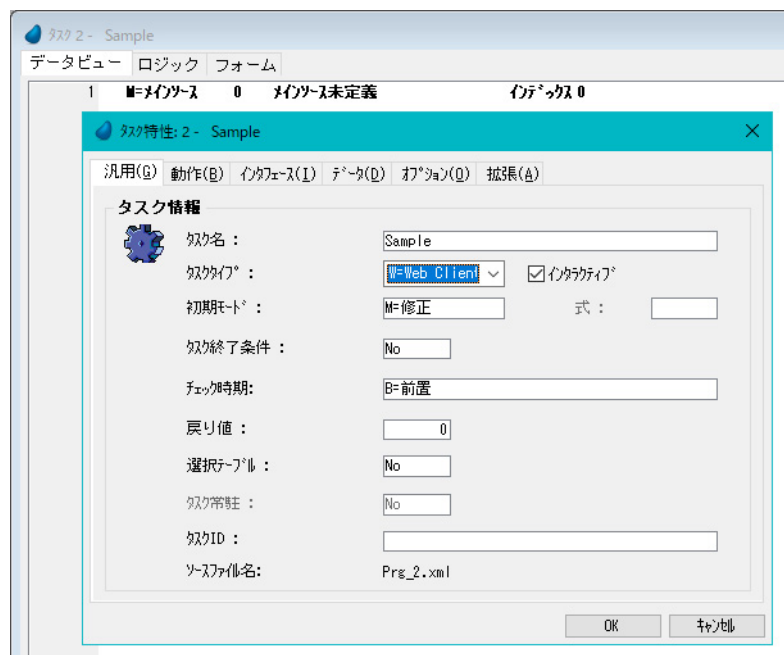 ﾀｽｸ 2 - Sample
データビュー ロジック フォーム
1 M=ﾒｲﾝｿｰｽ 0 ﾒｲﾝｿｰｽ未定義 ｲﾝﾃﾞｯｸｽ 0
ﾀｽｸ特性: 2 - Sample
汎用(G) 動作(B) ｲﾝﾀﾌｪｰｽ(I) ﾃﾞｰﾀ(D) ｵﾌﾟｼｮﾝ(O) 拡張(A)
タスク情報
ﾀｽｸ名 : Sample
ﾀｽｸﾀｲﾌﾟ : W=Web Client ｲﾝﾀﾗｸﾃｨﾌﾞ
初期ﾓｰﾄﾞ : M=修正 式 :
ﾀｽｸ終了条件 : No
ﾁｪｯｸ時期: B=前置
戻り値 : 0
選択ﾃｰﾌﾞﾙ : No
ﾀｽｸ常駐 : No
ﾀｽｸID :
ｿｰｽﾌｧｲﾙ名: Prg_2.xml
OK ｷｬﾝｾﾙ